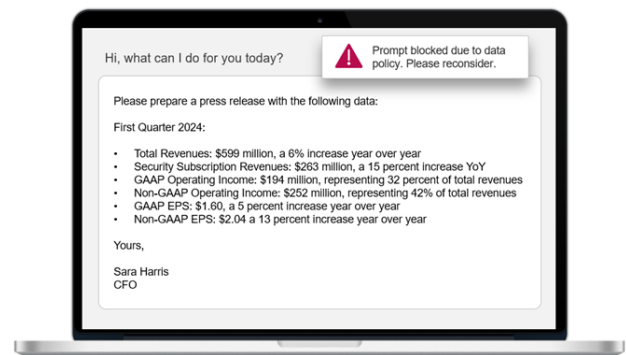 Hi, what can I do for you today?
Prompt blocked due to data
policy. Please reconsider.
Please prepare a press release with the following data:
First Quarter 2024:
• Total Revenues: $599 million, a 6% increase year over year
• Security Subscription Revenues: $263 million, a 15 percent increase YoY
• GAAP Operating Income: $194 million, representing 32 percent of total revenues
• Non-GAAP Operating Income: $252 million, representing 42% of total revenues
• GAAP EPS: $1.60, a 5 percent increase year over year
• Non-GAAP EPS: $2.04 a 13 percent increase year over year
Yours,
Sara Harris
CFO